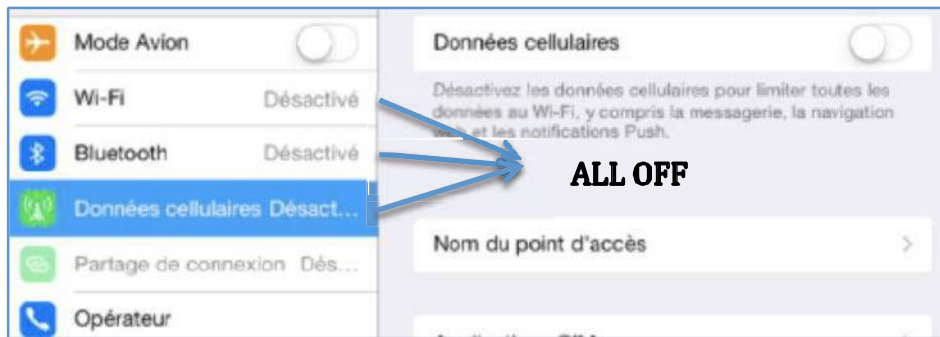 Mode Avion
Wi-Fi Désactivé
Bluetooth Désactivé
Données cellulaires Désact...
Partage de connexion Dés...
Opérateur
Données cellulaires
Désactivez les données cellulaires pour limiter toutes les
données au Wi-Fi, y compris la messagerie, la navigation
web et les notifications Push.
ALL OFF
Nom du point d'accès